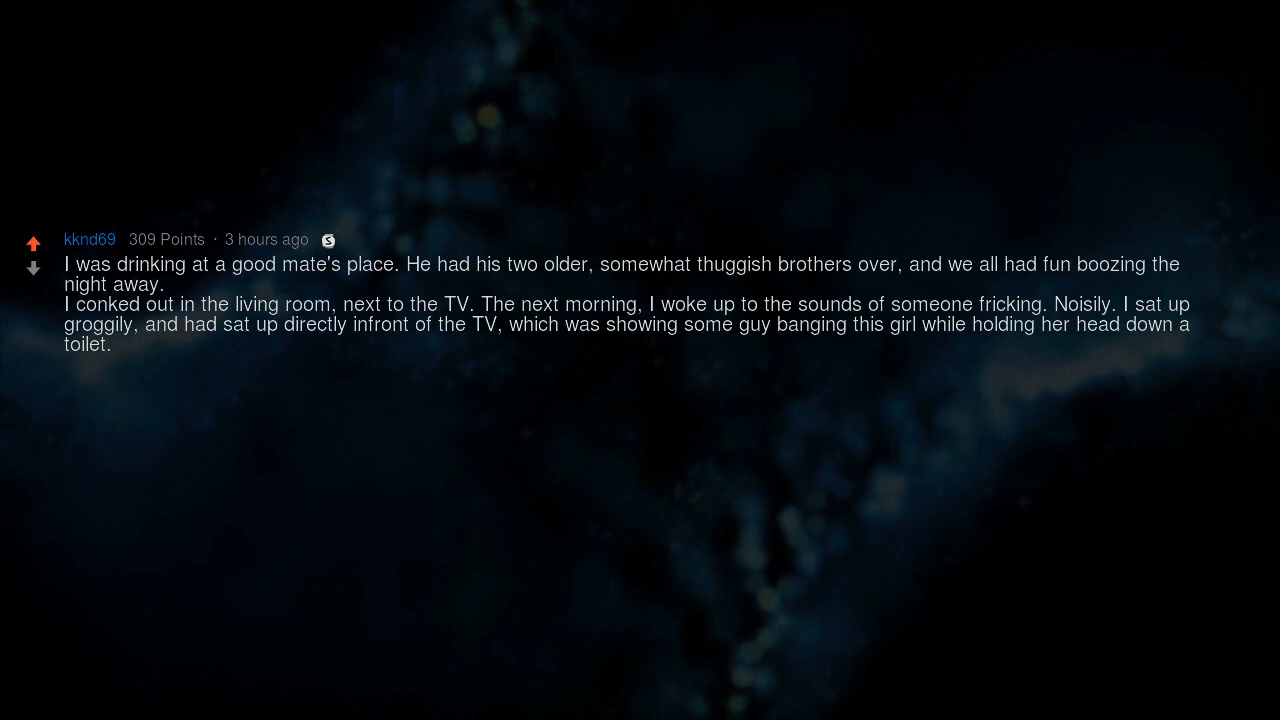 kknd69 309 Points · 3 hours ago S
I was drinking at a good mate's place. He had his two older, somewhat thuggish brothers over, and we all had fun boozing the
night away.
I conked out in the living room, next to the TV. The next morning, I woke up to the sounds of someone fricking. Noisily. I sat up
groggily, and had sat up directly infront of the TV, which was showing some guy banging this girl while holding her head down a
toilet.